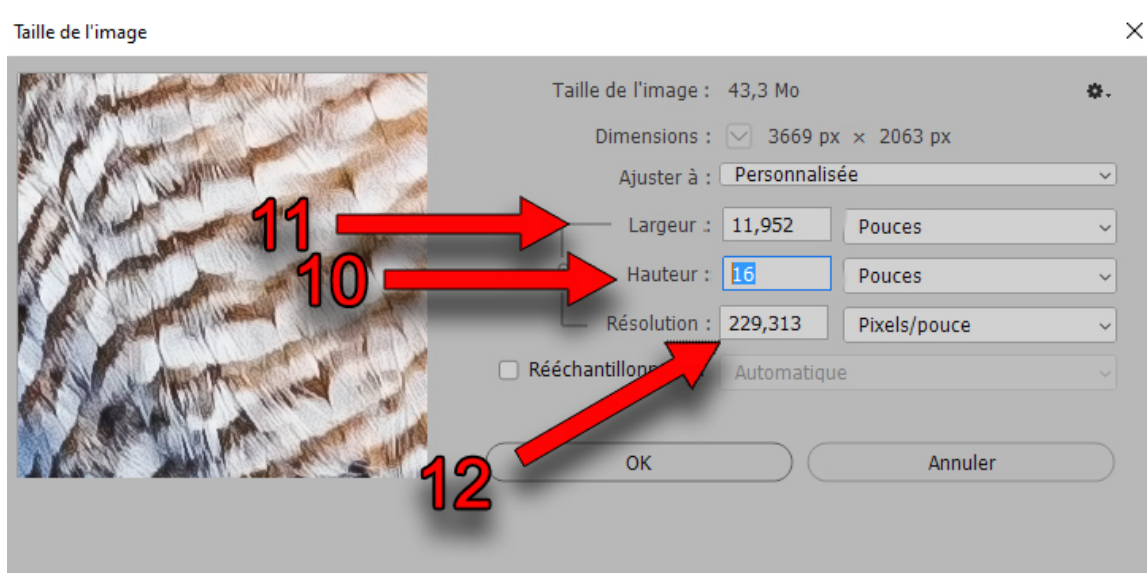 Taille de l'image
Taille de l'image : 43,3 Mo
Dimensions : 3669 px × 2063 px
Ajuster à : Personnalisée
11
Largeur : 11,952 Pouces
10
Hauteur : 16 Pouces
Résolution : 229,313 Pixels/pouce
Automatique
12
OK Annuler